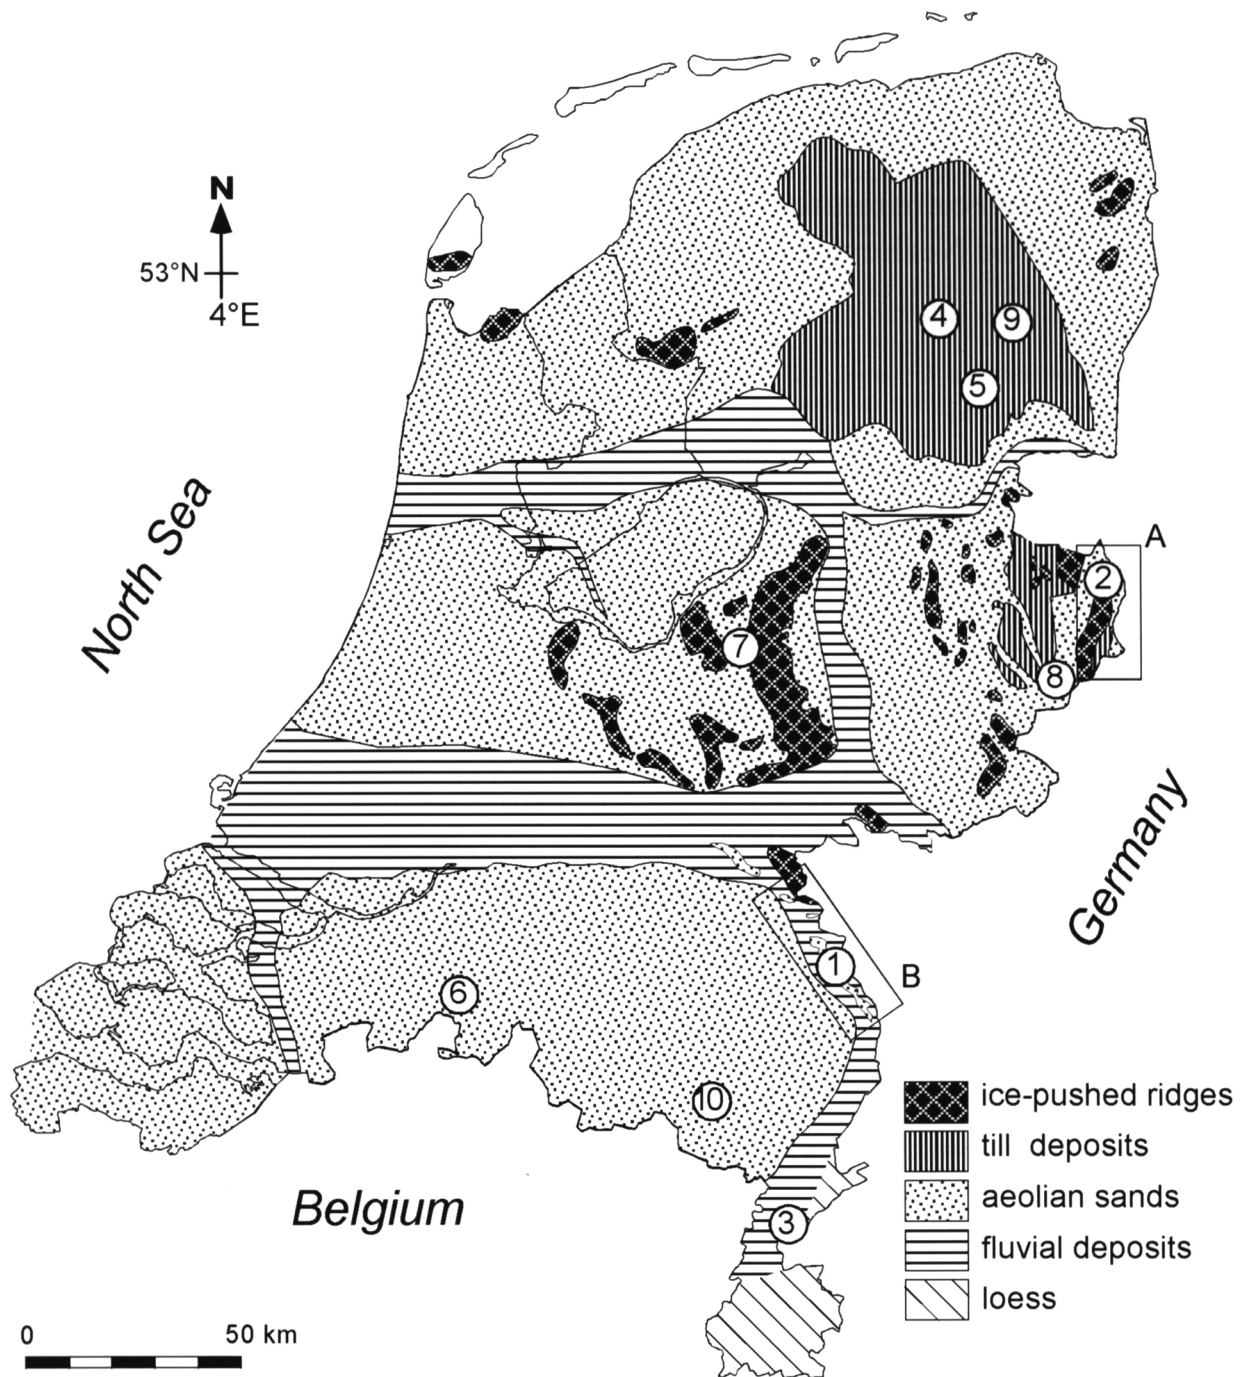 N
53°N
4°E
4
9
5
North Sea
A
2
7
8
Germany
1
B
6
10
3
Belgium
ice-pushed ridges
till deposits
aeolian sands
fluvial deposits
loess
0 50 km